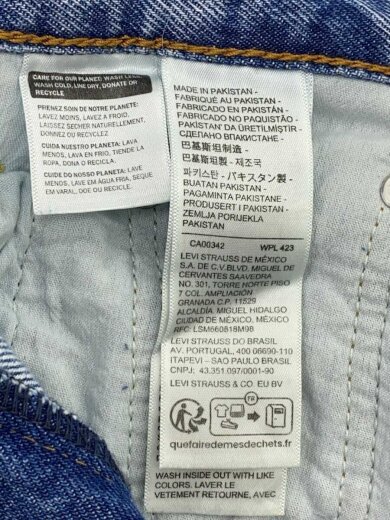 CARE FOR OUR PLANET: WASH LESS,
WASH COLD, LINE DRY, DONATE OR
RECYCLE
PRENEZ SOIN DE NOTRE PLANETE:
LAVEZ MOINS, LAVEZ A FROID,
LAISSEZ SECHER NATURELLEMENT,
DONNEZ OU RECYCLEZ
CUIDA NUESTRO PLANETA: LAVA
MENOS, LAVA EN FRIO, TIENDE LA
ROPA, DONA O RECICLA.
CUIDE DO NOSSO PLANETA: LAVE
MENOS, LAVE EM ÁGUA FRIA, SEQUE
EM VARAL, DOE OU RECICLE.
MADE IN PAKISTAN -
FABRIQUÉ AU PAKISTAN -
FABRICADO EN PAKISTÁN -
FABRICADO NO PAQUISTÃO -
PAKİSTAN' DA ÜRETİLMİŞTİR -
СДЕЛАНО ВПАКИСТАНЕ -
巴基斯坦制造 -
巴基斯坦製 - 제조국
파키스탄 - パキスタン製 -
BUATAN PAKISTAN -
PAGAMINTA PAKISTANE -
PRODUSERT I PAKISTAN -
ZEMLJA PORIJEKLA
PAKISTAN
CA00342 WPL 423
LEVI STRAUSS DE MÉXICO
S.A. DE C.V.BLVD. MIGUEL DE
CERVANTES SAAVEDRA
NO. 301, TORRE NORTE PISO
7 COL. AMPLIACIÓN
GRANADA C.P. 11529
ALCALDÍA. MIGUEL HIDALGO
CIUDAD DE MÉXICO, MÉXICO
RFC: LSM660818M98
LEVI STRAUSS DO BRASIL
AV. PORTUGAL, 400 06690-110
ITAPEVI – SAO PAULO BRASIL
CNPJ: 43.351.097/0001-90
LEVI STRAUSS & CO. EU BV
FR
quefairedemesdechets.fr
WASH INSIDE OUT WITH LIKE
COLORS. LAVER LE
VETEMENT RETOURNE, AVEC